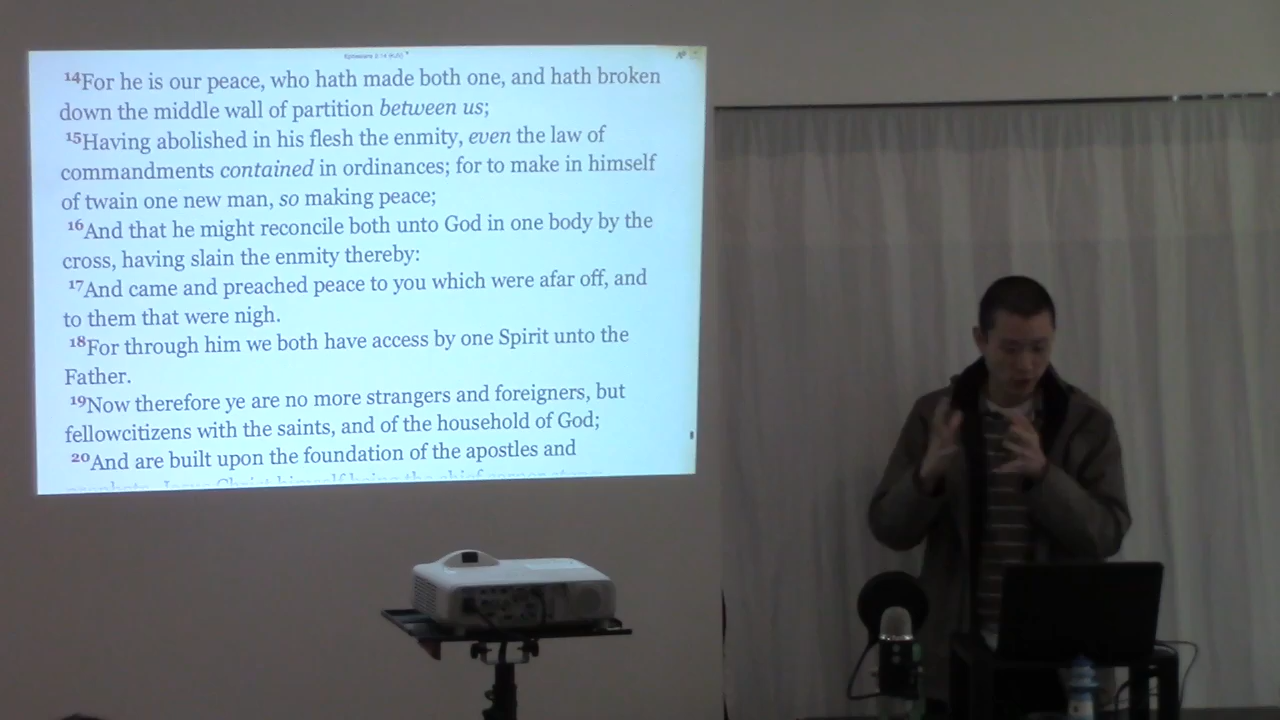 Ephesians 2:14 (KJV)
¹⁴For he is our peace, who hath made both one, and hath broken
down the middle wall of partition between us;
¹⁵Having abolished in his flesh the enmity, even the law of
commandments contained in ordinances; for to make in himself
of twain one new man, so making peace;
¹⁶And that he might reconcile both unto God in one body by the
cross, having slain the enmity thereby:
¹⁷And came and preached peace to you which were afar off, and
to them that were nigh.
¹⁸For through him we both have access by one Spirit unto the
Father.
¹⁹Now therefore ye are no more strangers and foreigners, but
fellowcitizens with the saints, and of the household of God;
²⁰And are built upon the foundation of the apostles and